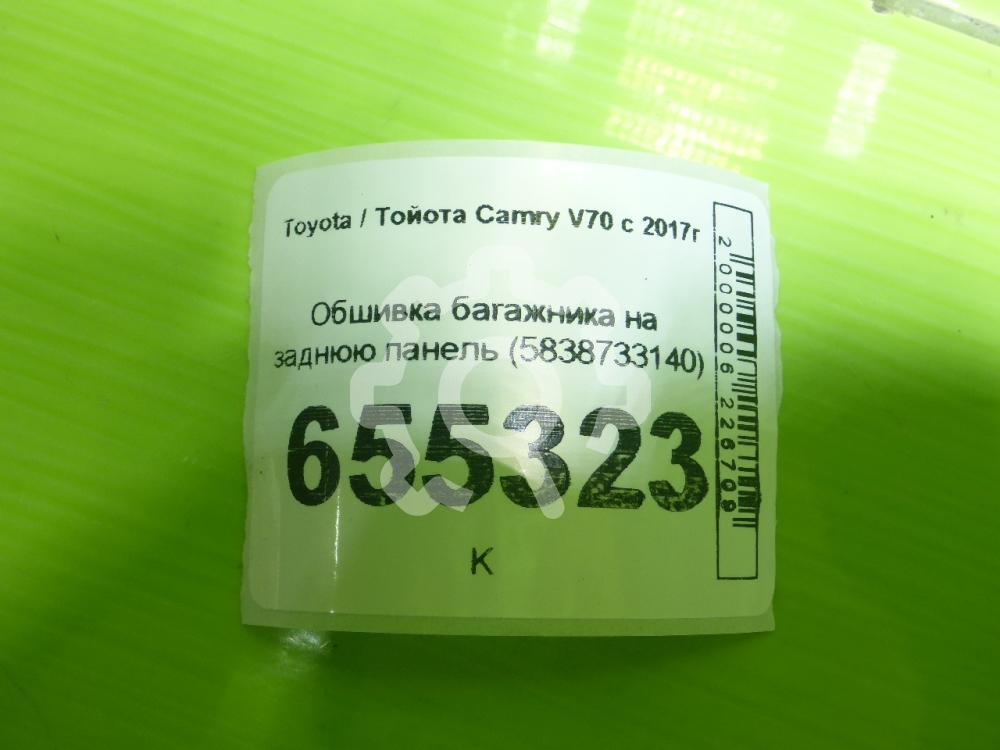 Toyota / Тойота Camry V70 с 2017г
Обшивка багажника на
заднюю панель (5838733140)
655323
К
2000006226709